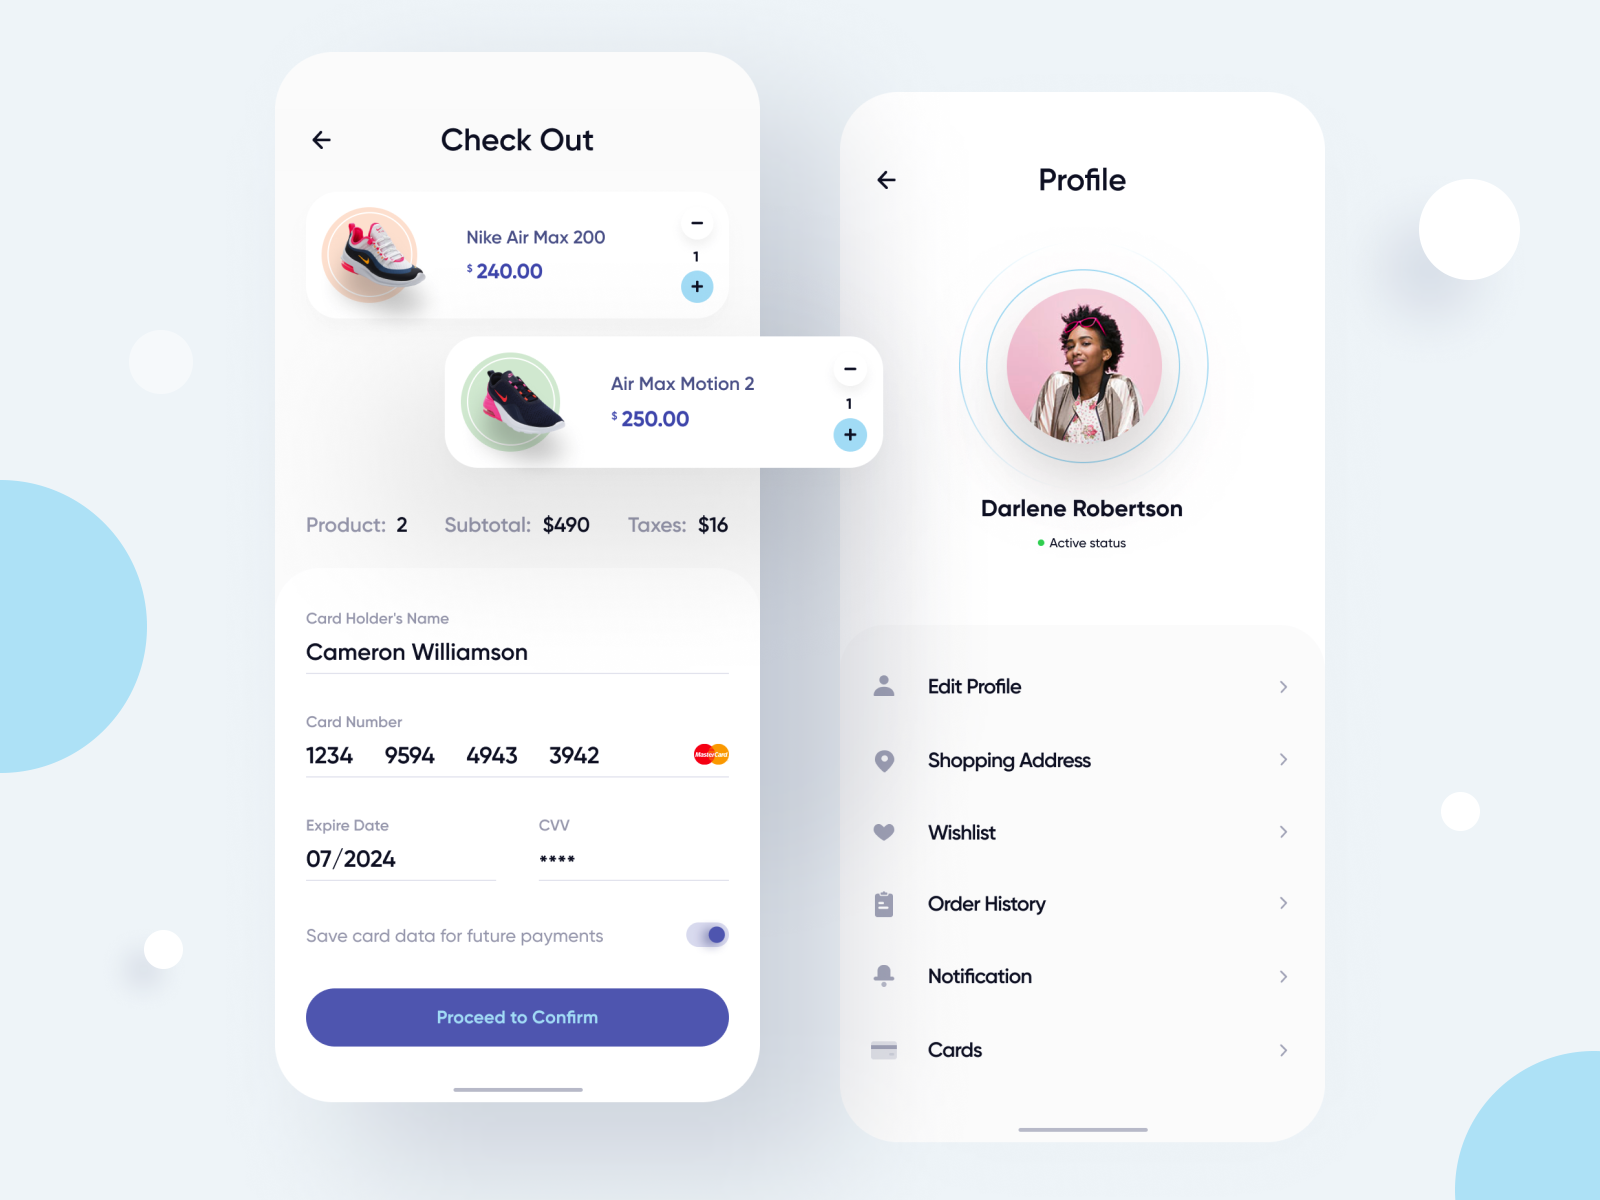 Check Out
Nike Air Max 200
$ 240.00
1
Air Max Motion 2
$ 250.00
1
Product: 2 Subtotal: $490 Taxes: $16
Card Holder's Name
Cameron Williamson
Card Number
1234 9594 4943 3942
MasterCard
Expire Date CVV
07/2024 ****
Save card data for future payments
Proceed to Confirm
Profile
Darlene Robertson
Active status
Edit Profile
Shopping Address
Wishlist
Order History
Notification
Cards